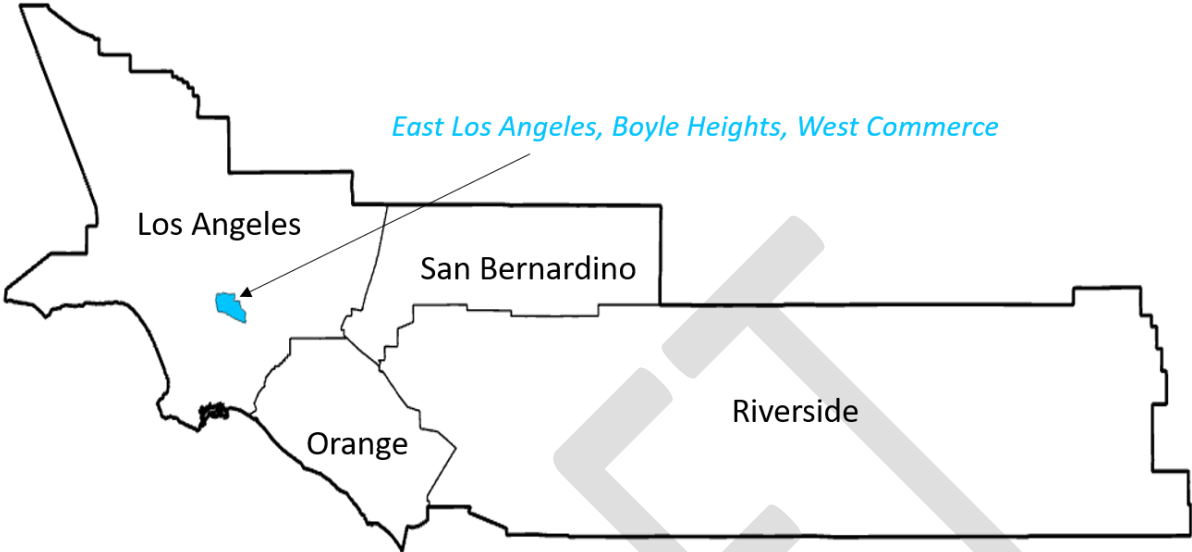 East Los Angeles, Boyle Heights, West Commerce
Los Angeles
San Bernardino
Riverside
Orange